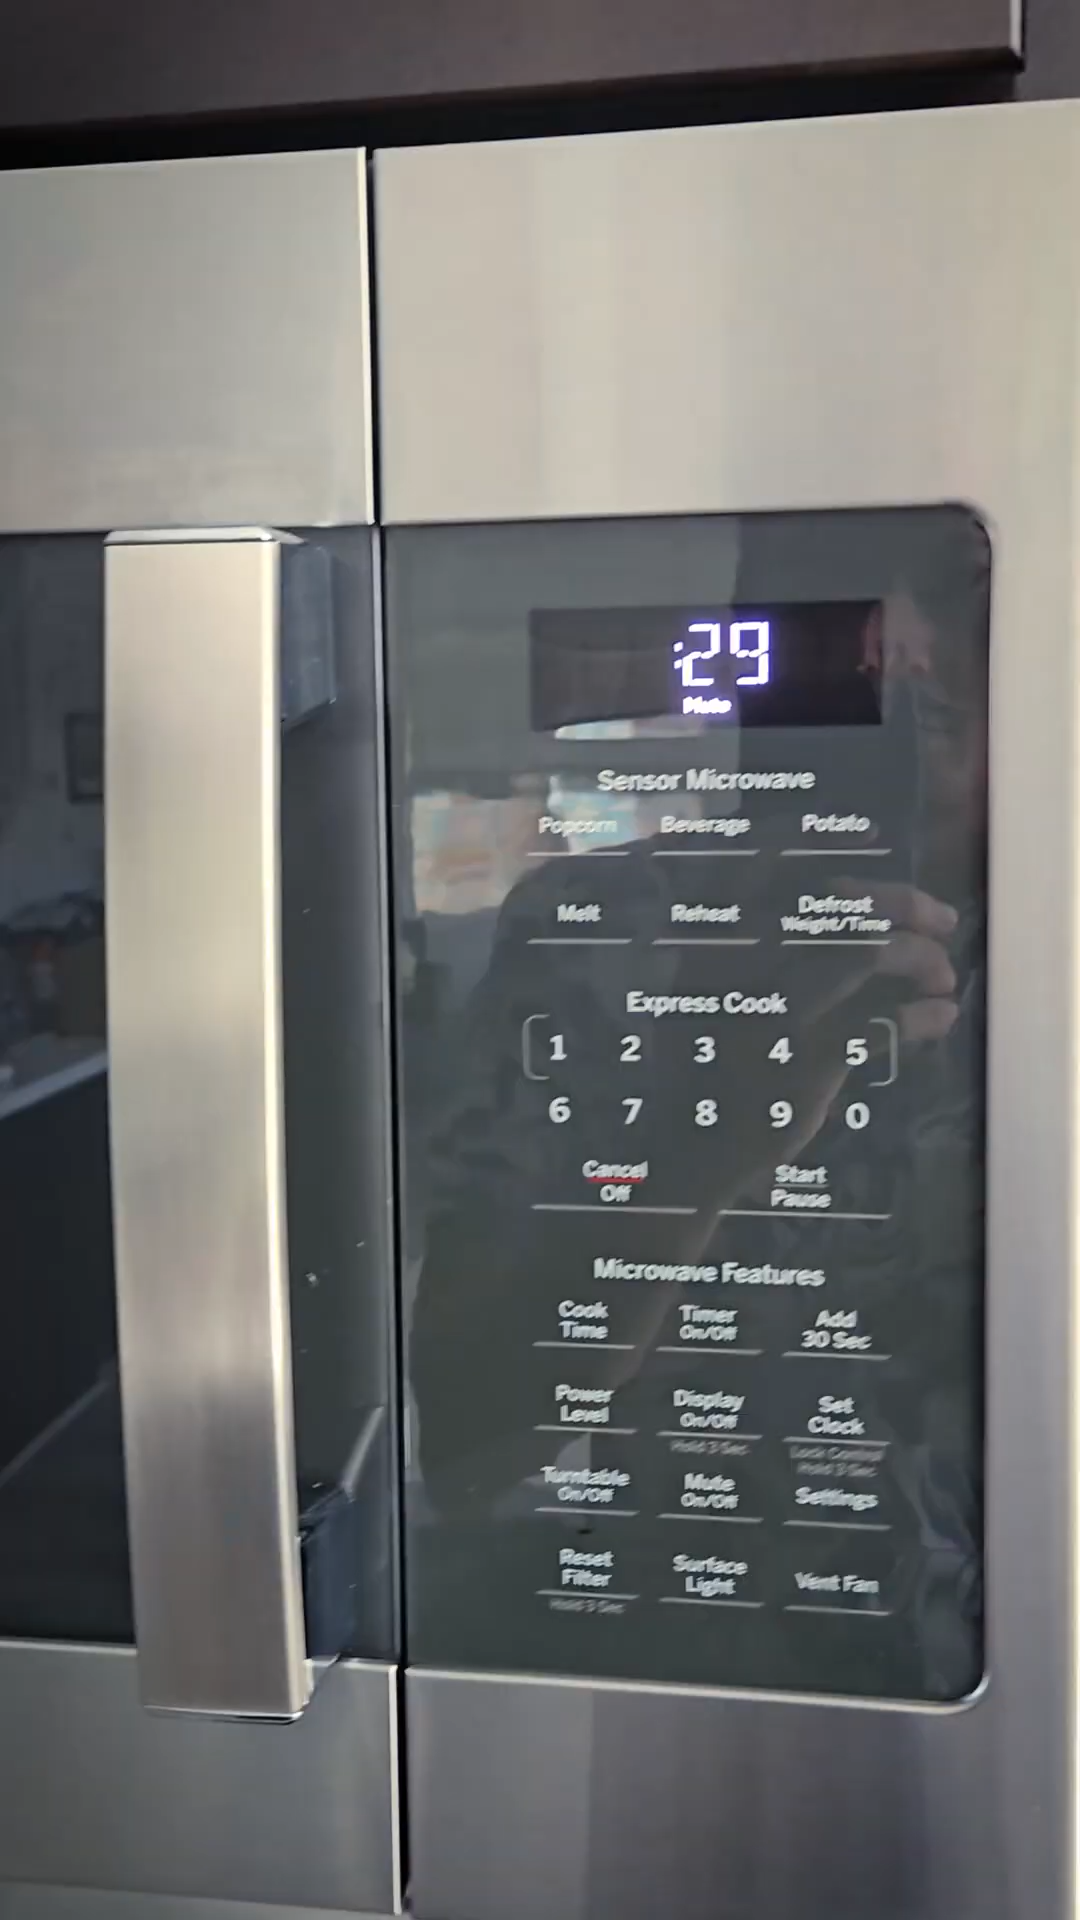 :29
Mute
Sensor Microwave
Popcorn Beverage Potato
Melt Reheat Defrost
Weight/Time
Express Cook
1 2 3 4 5
6 7 8 9 0
Cancel Start
Off Pause
Microwave Features
Cook Timer Add
Time On/Off 30 Sec
Power Display Set
Level On/Off Clock
Hold 3 Sec Lock Control
Hold 3 Sec
Turntable Mute Settings
On/Off On/Off
Reset Surface Vent Fan
Filter Light
Hold 3 Sec